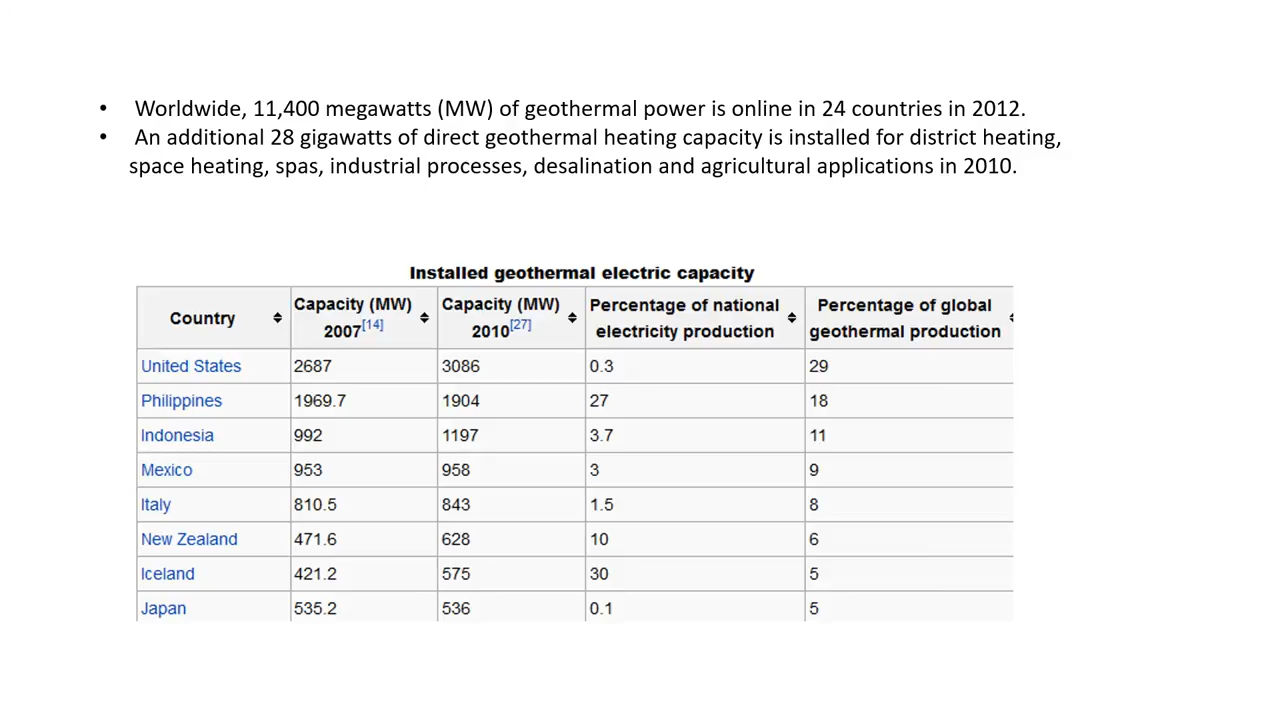 • Worldwide, 11,400 megawatts (MW) of geothermal power is online in 24 countries in 2012.
• An additional 28 gigawatts of direct geothermal heating capacity is installed for district heating,
space heating, spas, industrial processes, desalination and agricultural applications in 2010.
Installed geothermal electric capacity
Country Capacity (MW) 2007[14] Capacity (MW) 2010[27] Percentage of national electricity production Percentage of global geothermal production
United States 2687 3086 0.3 29
Philippines 1969.7 1904 27 18
Indonesia 992 1197 3.7 11
Mexico 953 958 3 9
Italy 810.5 843 1.5 8
New Zealand 471.6 628 10 6
Iceland 421.2 575 30 5
Japan 535.2 536 0.1 5